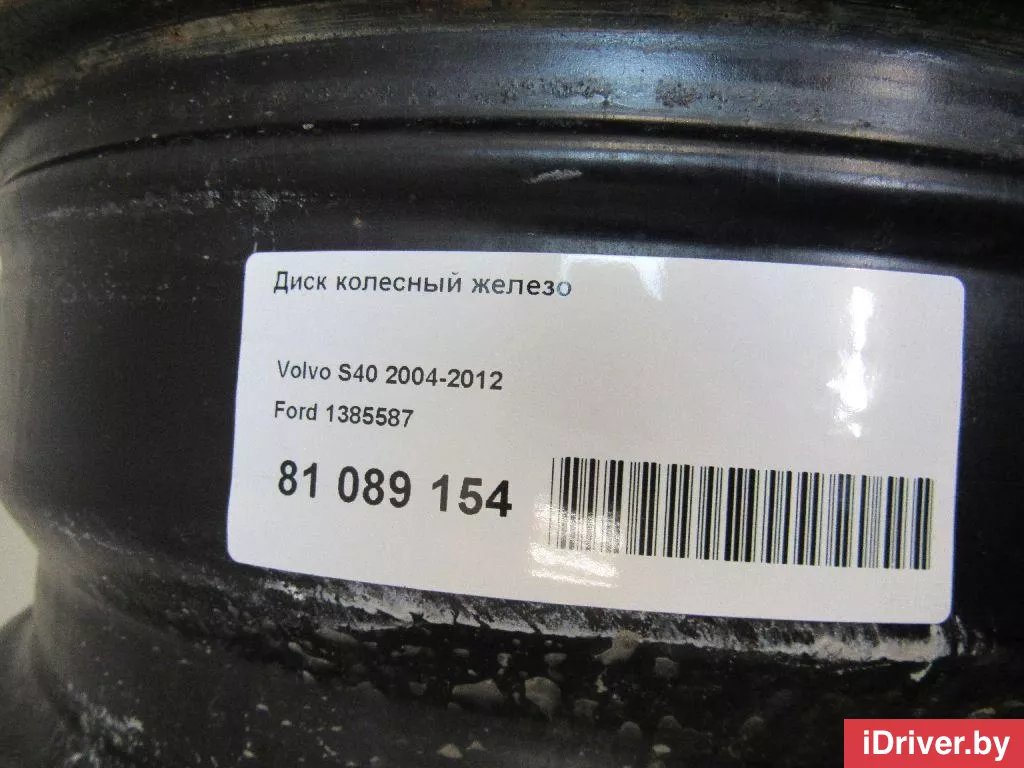 Диск колесный железо
Volvo S40 2004-2012
Ford 1385587
81 089 154
iDriver.by